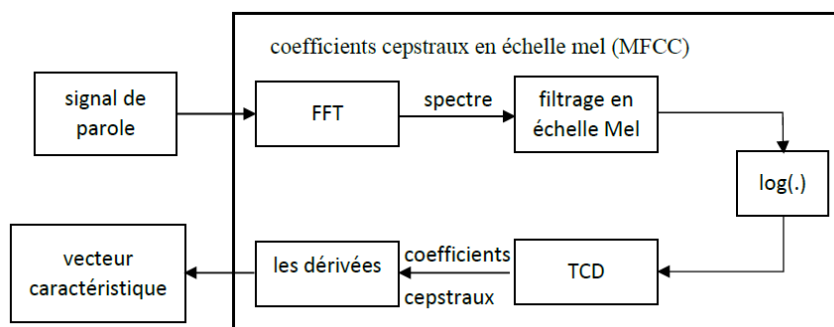 coefficients cepstraux en échelle mel (MFCC)
signal de
parole
FFT
spectre
filtrage en
échelle Mel
log(.)
TCD
coefficients
cepstraux
les dérivées
vecteur
caractéristique